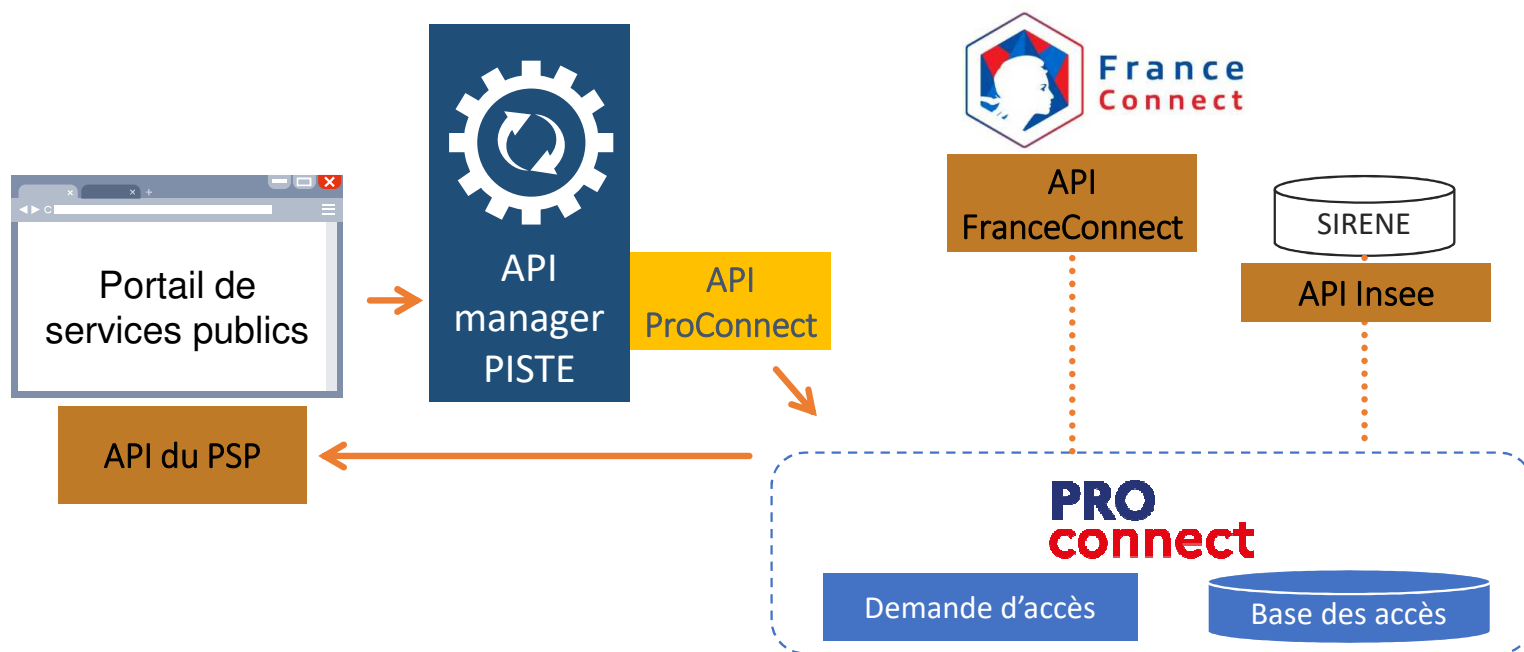 Portail de
services publics
API du PSP
API
manager
PISTE
API
ProConnect
France
Connect
API
FranceConnect
SIRENE
API Insee
PRO
connect
Demande d’accès
Base des accès